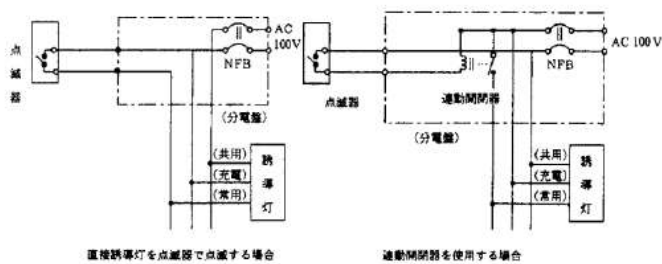 点滅器
AC
100V
NFB
(分電盤)
(共用)
(充電)
(常用)
誘導灯
直接誘導灯を点滅器で点滅する場合
点滅器
AC 100V
NFB
連動開閉器
(分電盤)
(共用)
(充電)
(常用)
誘導灯
連動開閉器を使用する場合